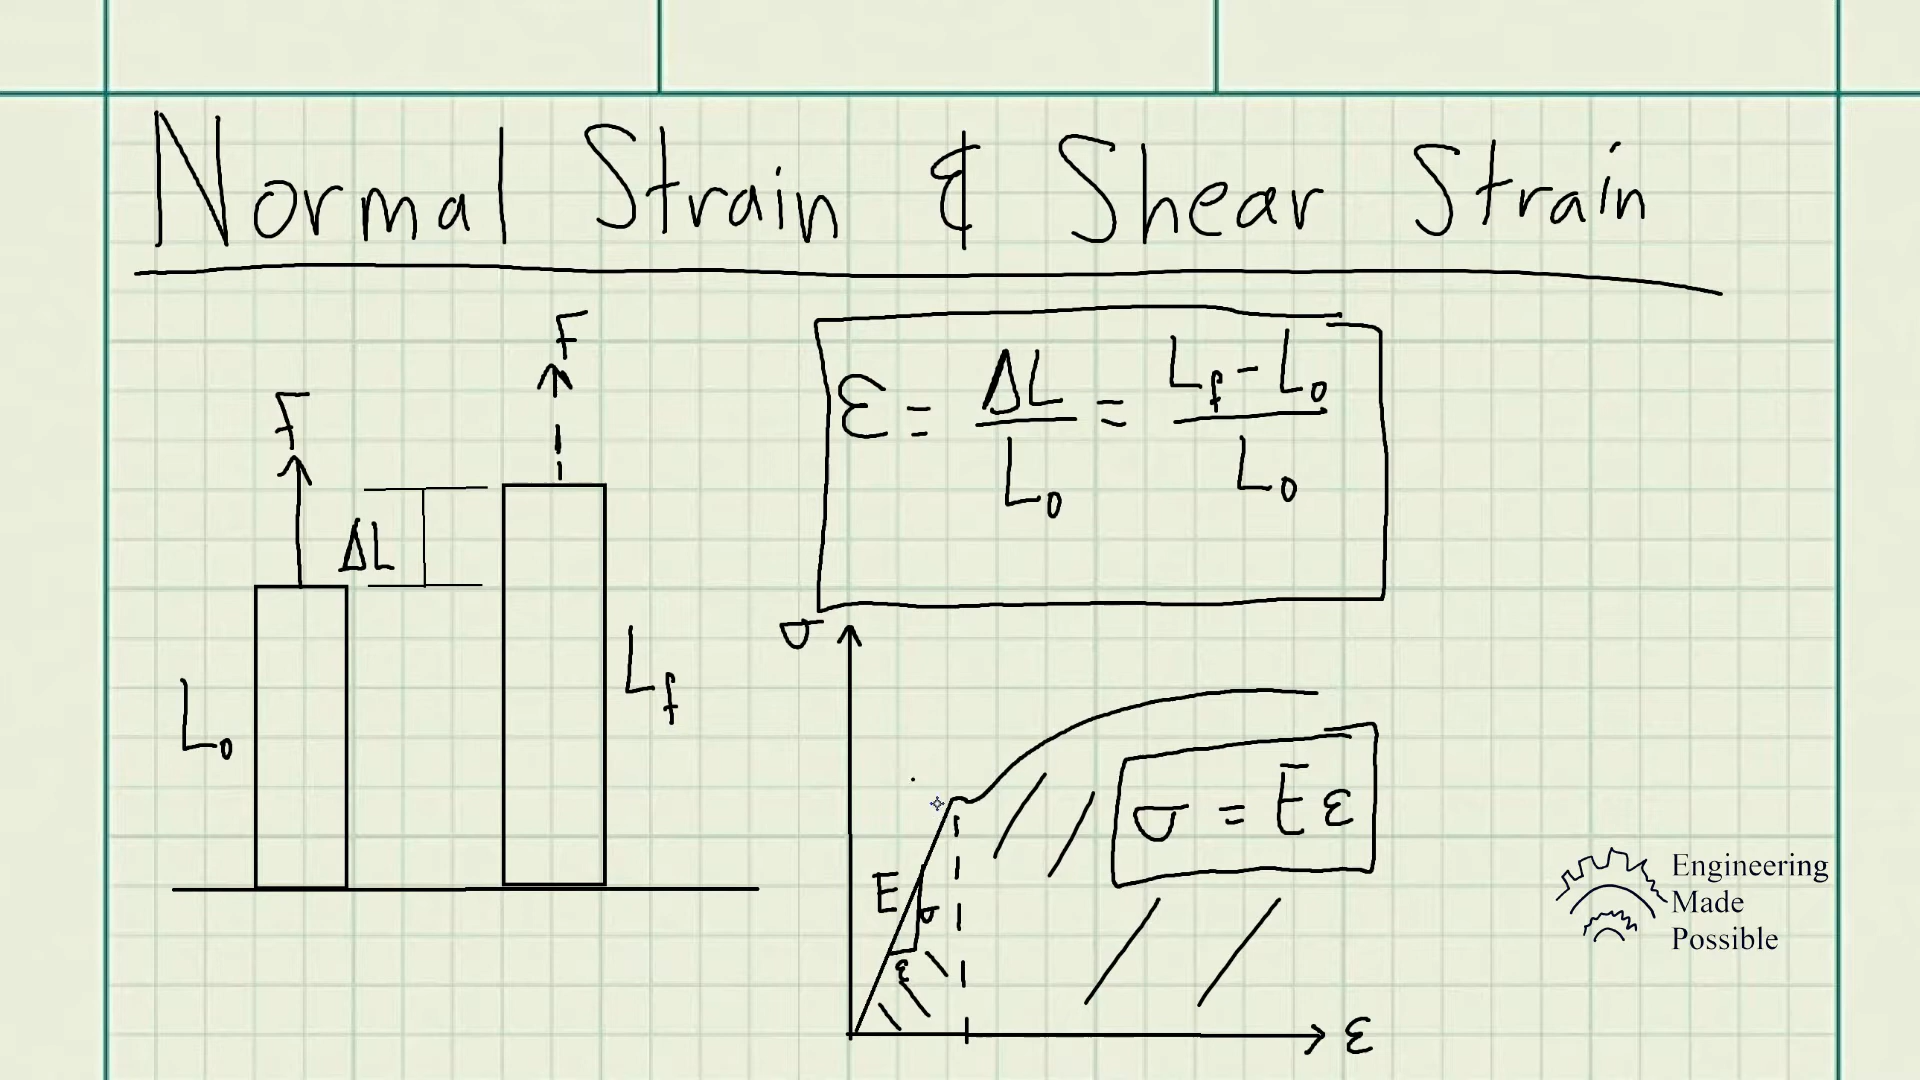 Normal Strain & Shear Strain
F
F
ΔL
L₀
L_f
ε = ΔL/L₀ = (L_f - L₀)/L₀
σ
E
σ
ε
σ = Eε
ε
Engineering
Made
Possible